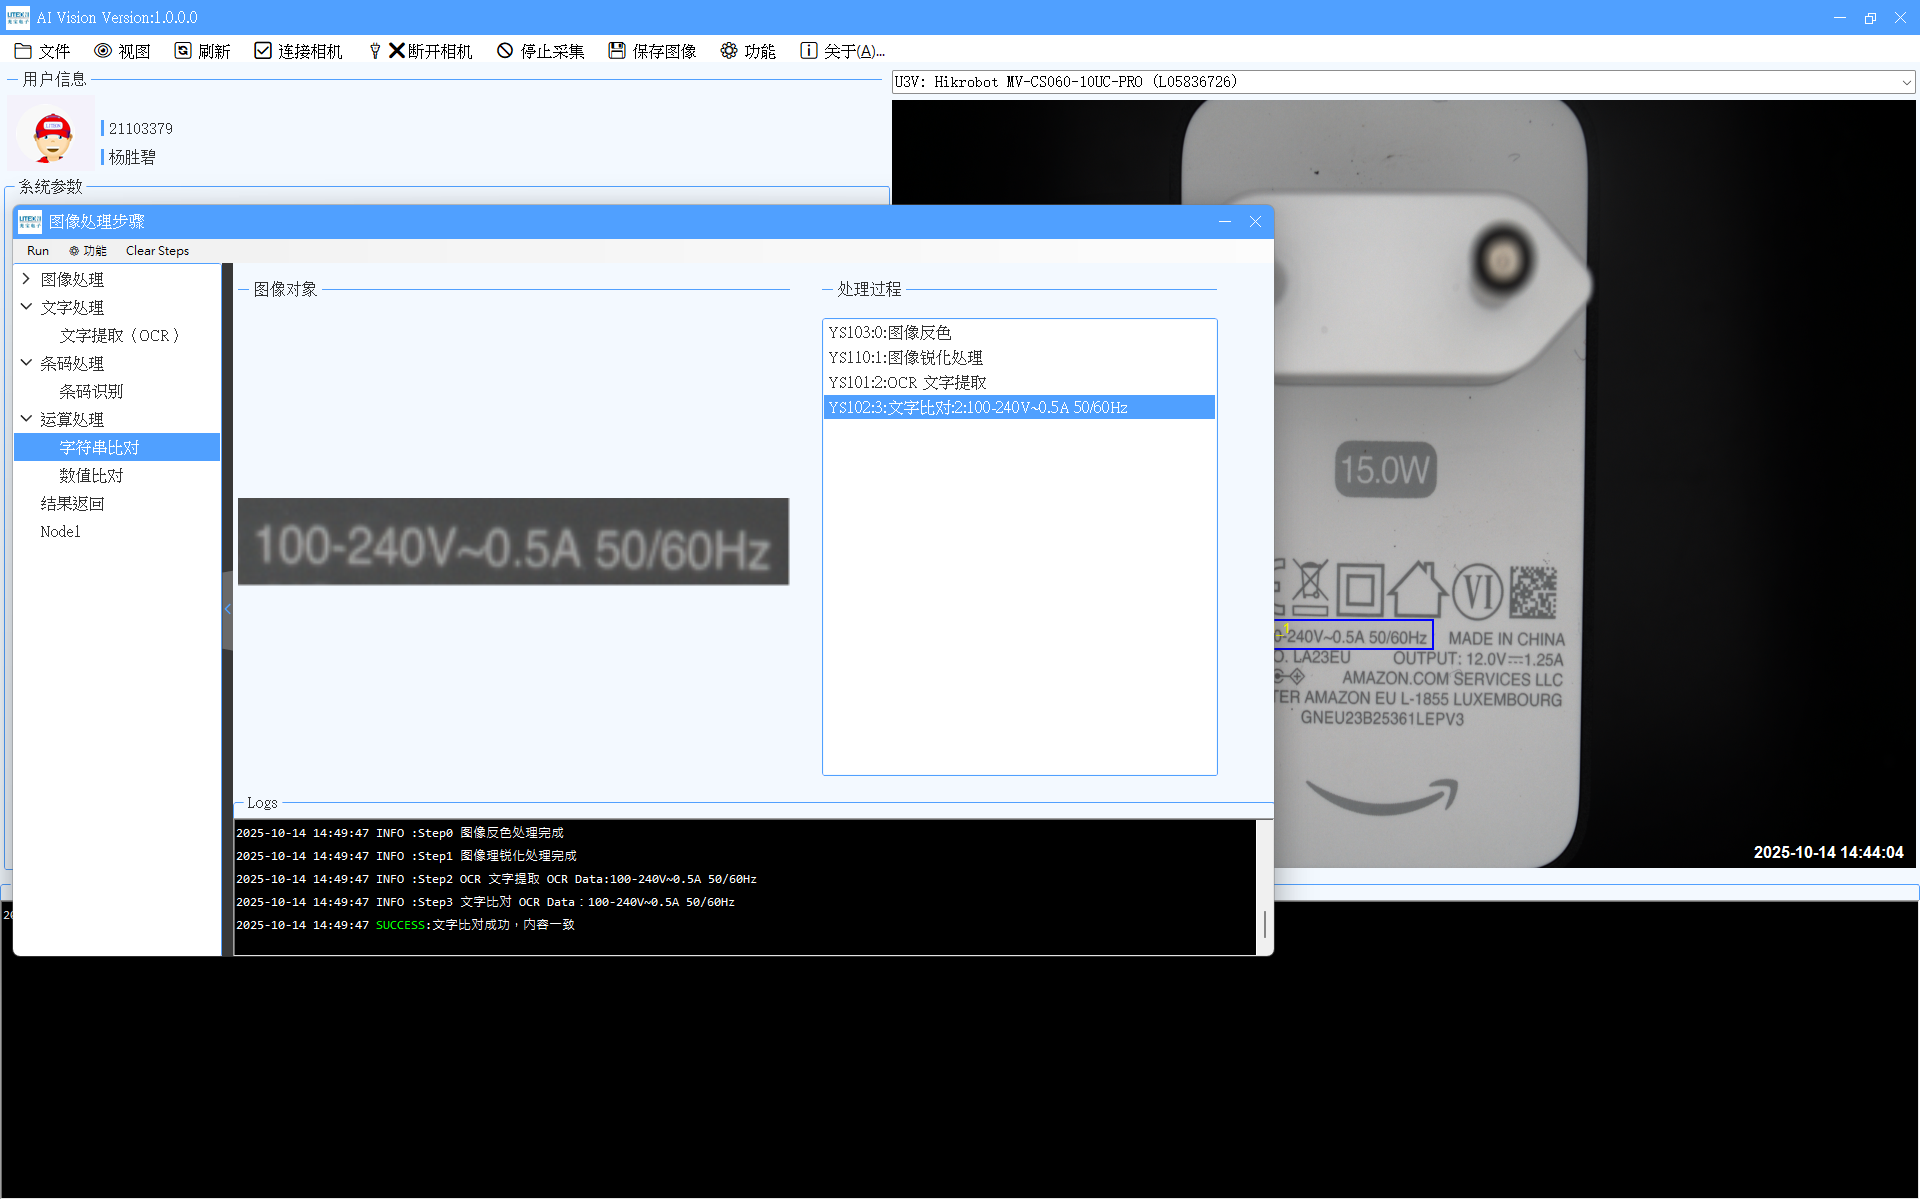 AI Vision Version:1.0.0.0
文件 视图 刷新 连接相机 断开相机 停止采集 保存图像 功能 关于(A)...
用户信息
U3V: Hikrobot MV-CS060-10UC-PRO (L05836726)
21103379
杨胜碧
系统参数
图像处理步骤
Run 功能 Clear Steps
图像处理
文字处理
文字提取（OCR）
条码处理
条码识别
运算处理
字符串比对
数值比对
结果返回
Node1
图像对象
100-240V~0.5A 50/60Hz
处理过程
YS103:0:图像反色
YS110:1:图像锐化处理
YS101:2:OCR 文字提取
YS102:3:文字比对:2:100-240V~0.5A 50/60Hz
Logs
2025-10-14 14:49:47 INFO :Step0 图像反色处理完成
2025-10-14 14:49:47 INFO :Step1 图像理锐化处理完成
2025-10-14 14:49:47 INFO :Step2 OCR 文字提取 OCR Data:100-240V~0.5A 50/60Hz
2025-10-14 14:49:47 INFO :Step3 文字比对 OCR Data：100-240V~0.5A 50/60Hz
2025-10-14 14:49:47 SUCCESS:文字比对成功，内容一致
15.0W
VI
1
0-240V~0.5A 50/60Hz MADE IN CHINA
O. LA23EU OUTPUT: 12.0V⎓1.25A
AMAZON.COM SERVICES LLC
TER AMAZON EU L-1855 LUXEMBOURG
GNEU23B25361LEPV3
2025-10-14 14:44:04